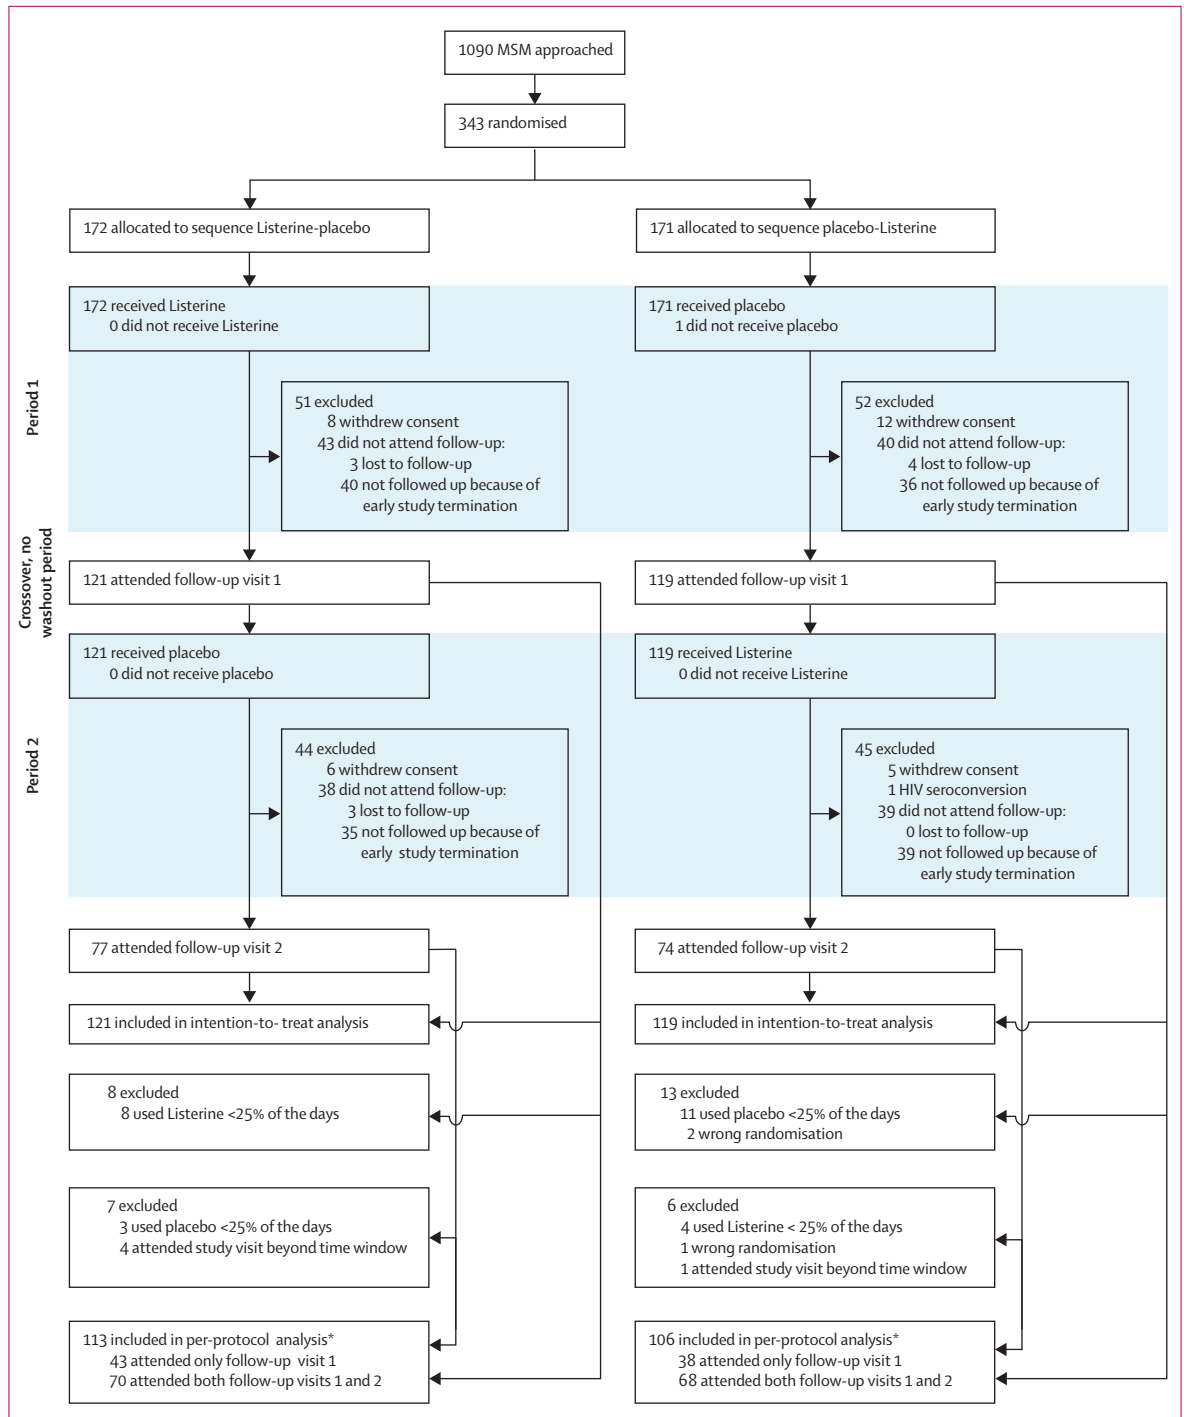 1090 MSM approached
343 randomised
172 allocated to sequence Listerine-placebo
171 allocated to sequence placebo-Listerine
Period 1
172 received Listerine
0 did not receive Listerine
171 received placebo
1 did not receive placebo
51 excluded
8 withdrew consent
43 did not attend follow-up:
3 lost to follow-up
40 not followed up because of
early study termination
52 excluded
12 withdrew consent
40 did not attend follow-up:
4 lost to follow-up
36 not followed up because of
early study termination
Crossover, no
washout period
121 attended follow-up visit 1
119 attended follow-up visit 1
Period 2
121 received placebo
0 did not receive placebo
119 received Listerine
0 did not receive Listerine
44 excluded
6 withdrew consent
38 did not attend follow-up:
3 lost to follow-up
35 not followed up because of
early study termination
45 excluded
5 withdrew consent
1 HIV seroconversion
39 did not attend follow-up:
0 lost to follow-up
39 not followed up because of
early study termination
77 attended follow-up visit 2
74 attended follow-up visit 2
121 included in intention-to- treat analysis
119 included in intention-to-treat analysis
8 excluded
8 used Listerine <25% of the days
13 excluded
11 used placebo <25% of the days
2 wrong randomisation
7 excluded
3 used placebo <25% of the days
4 attended study visit beyond time window
6 excluded
4 used Listerine < 25% of the days
1 wrong randomisation
1 attended study visit beyond time window
113 included in per-protocol analysis*
43 attended only follow-up visit 1
70 attended both follow-up visits 1 and 2
106 included in per-protocol analysis*
38 attended only follow-up visit 1
68 attended both follow-up visits 1 and 2